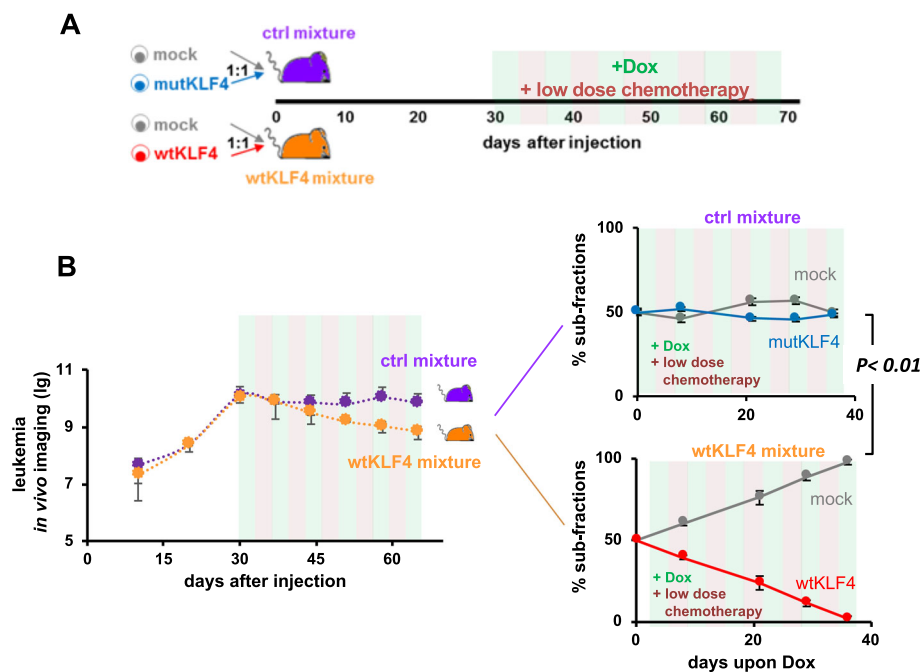 A
ctrl mixture
mock
1:1
mutKLF4
+Dox
+ low dose chemotherapy
0 10 20 30 40 50 60 70
days after injection
mock
1:1
wtKLF4
wtKLF4 mixture
B
leukemia
in vivo imaging (lg)
11
9
7
5
0 15 30 45 60
days after injection
ctrl mixture
wtKLF4 mixture
ctrl mixture
% sub-fractions
100
50
0
mock
mutKLF4
+ Dox
+ low dose
chemotherapy
0 20 40
P< 0.01
wtKLF4 mixture
% sub-fractions
100
50
0
mock
wtKLF4
+ Dox
+ low dose
chemotherapy
0 20 40
days upon Dox